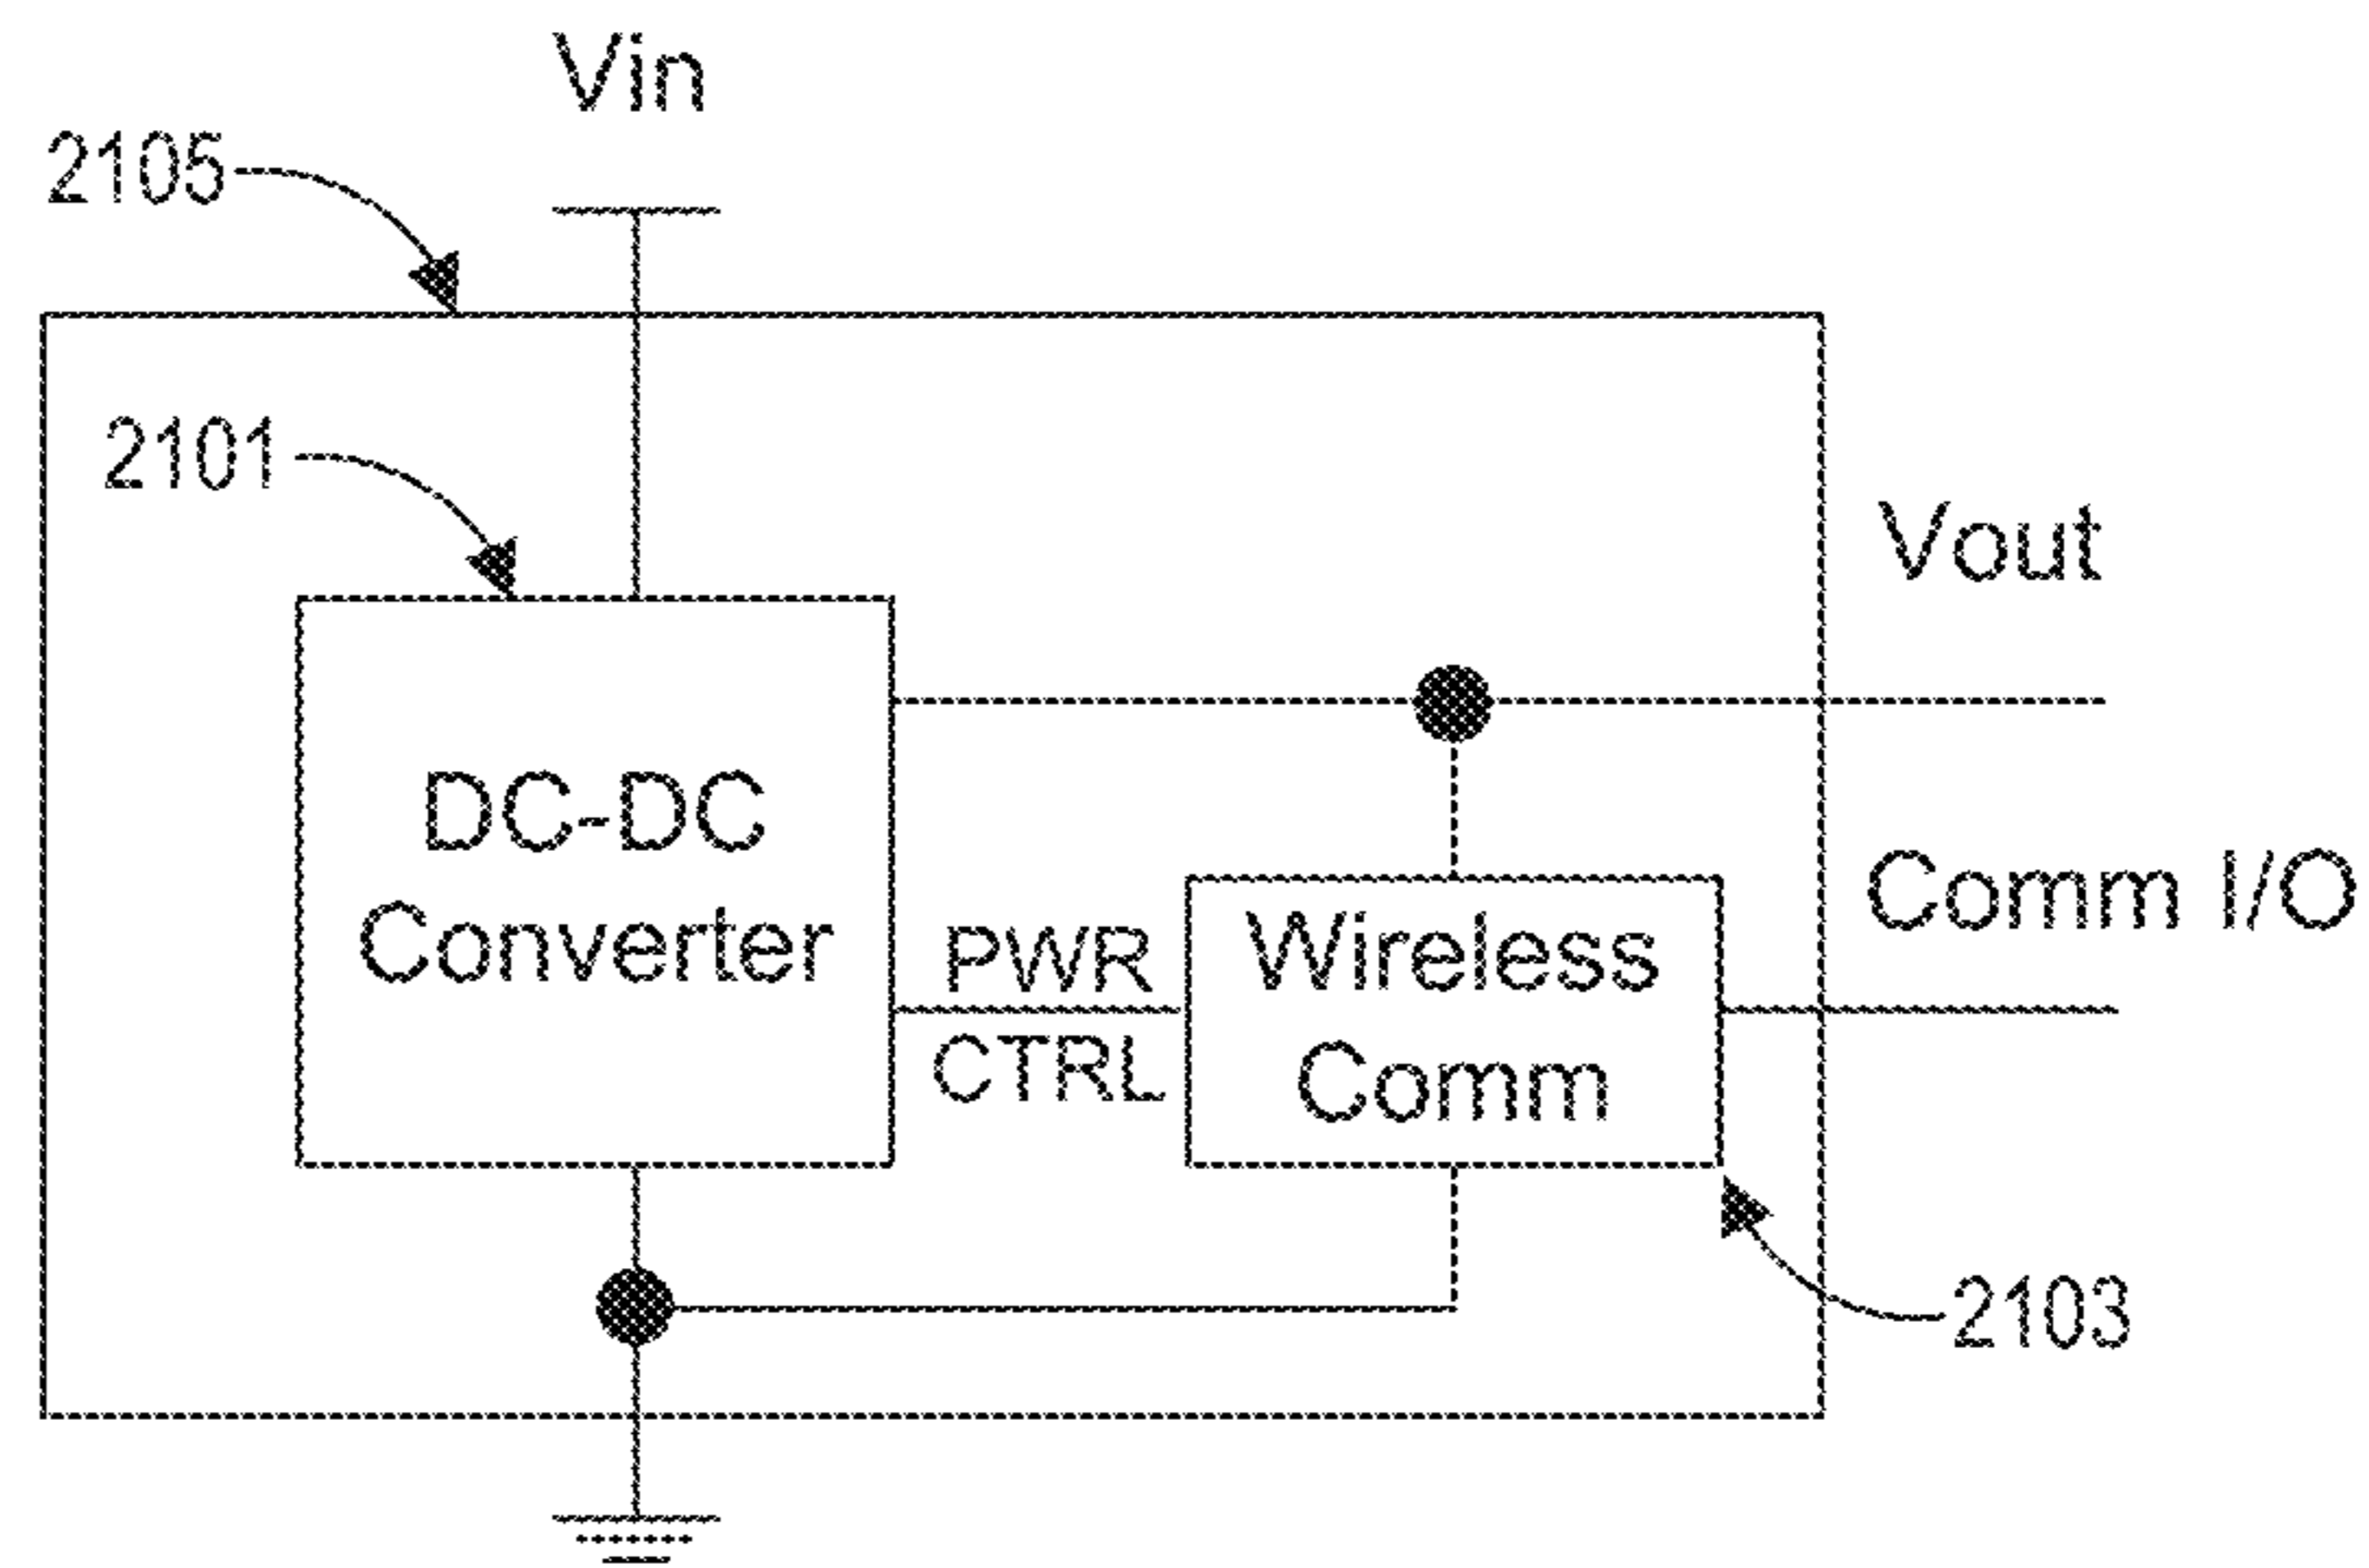 Vin
2105
2101
Vout
DC-DC
Converter
Comm I/O
PWR
CTRL
Wireless
Comm
2103